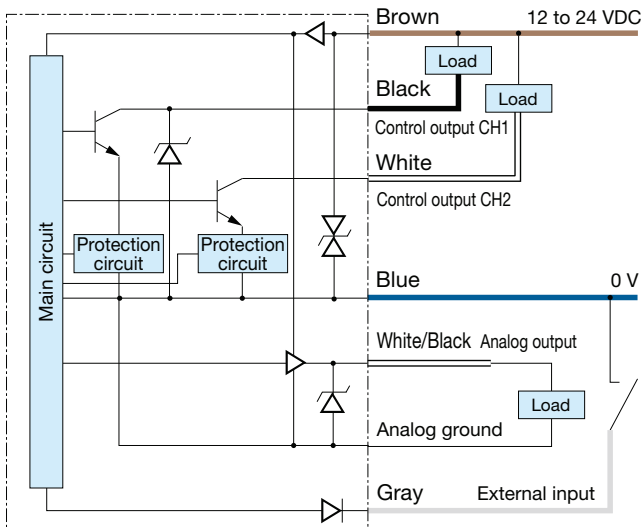 Brown
12 to 24 VDC
Load
Black
Load
Control output CH1
White
Control output CH2
Main circuit
Protection
circuit
Protection
circuit
Blue
0 V
White/Black
Analog output
Load
Analog ground
Gray
External input